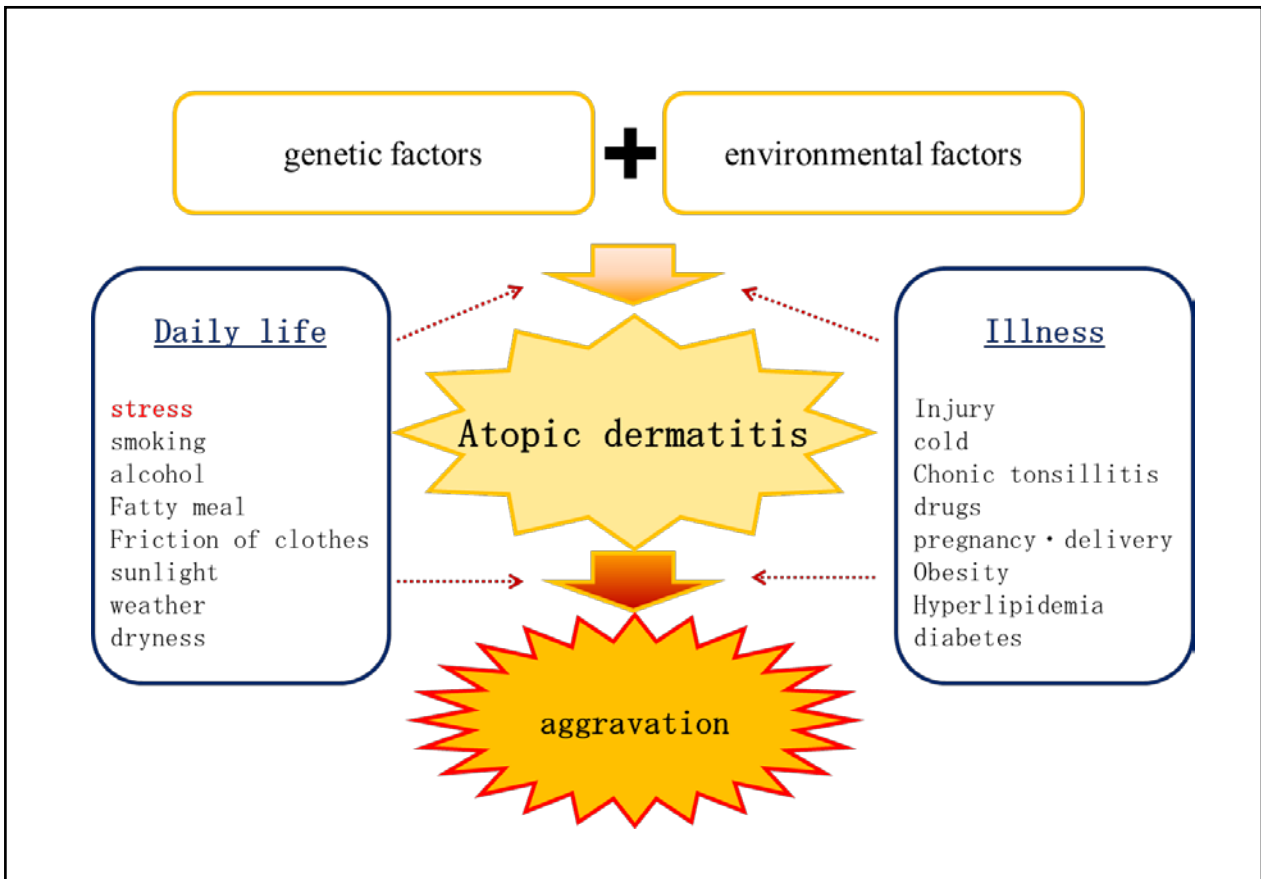 genetic factors
+
environmental factors
Daily life
stress
smoking
alcohol
Fatty meal
Friction of clothes
sunlight
weather
dryness
Atopic dermatitis
Illness
Injury
cold
Chonic tonsillitis
drugs
pregnancy・delivery
Obesity
Hyperlipidemia
diabetes
aggravation